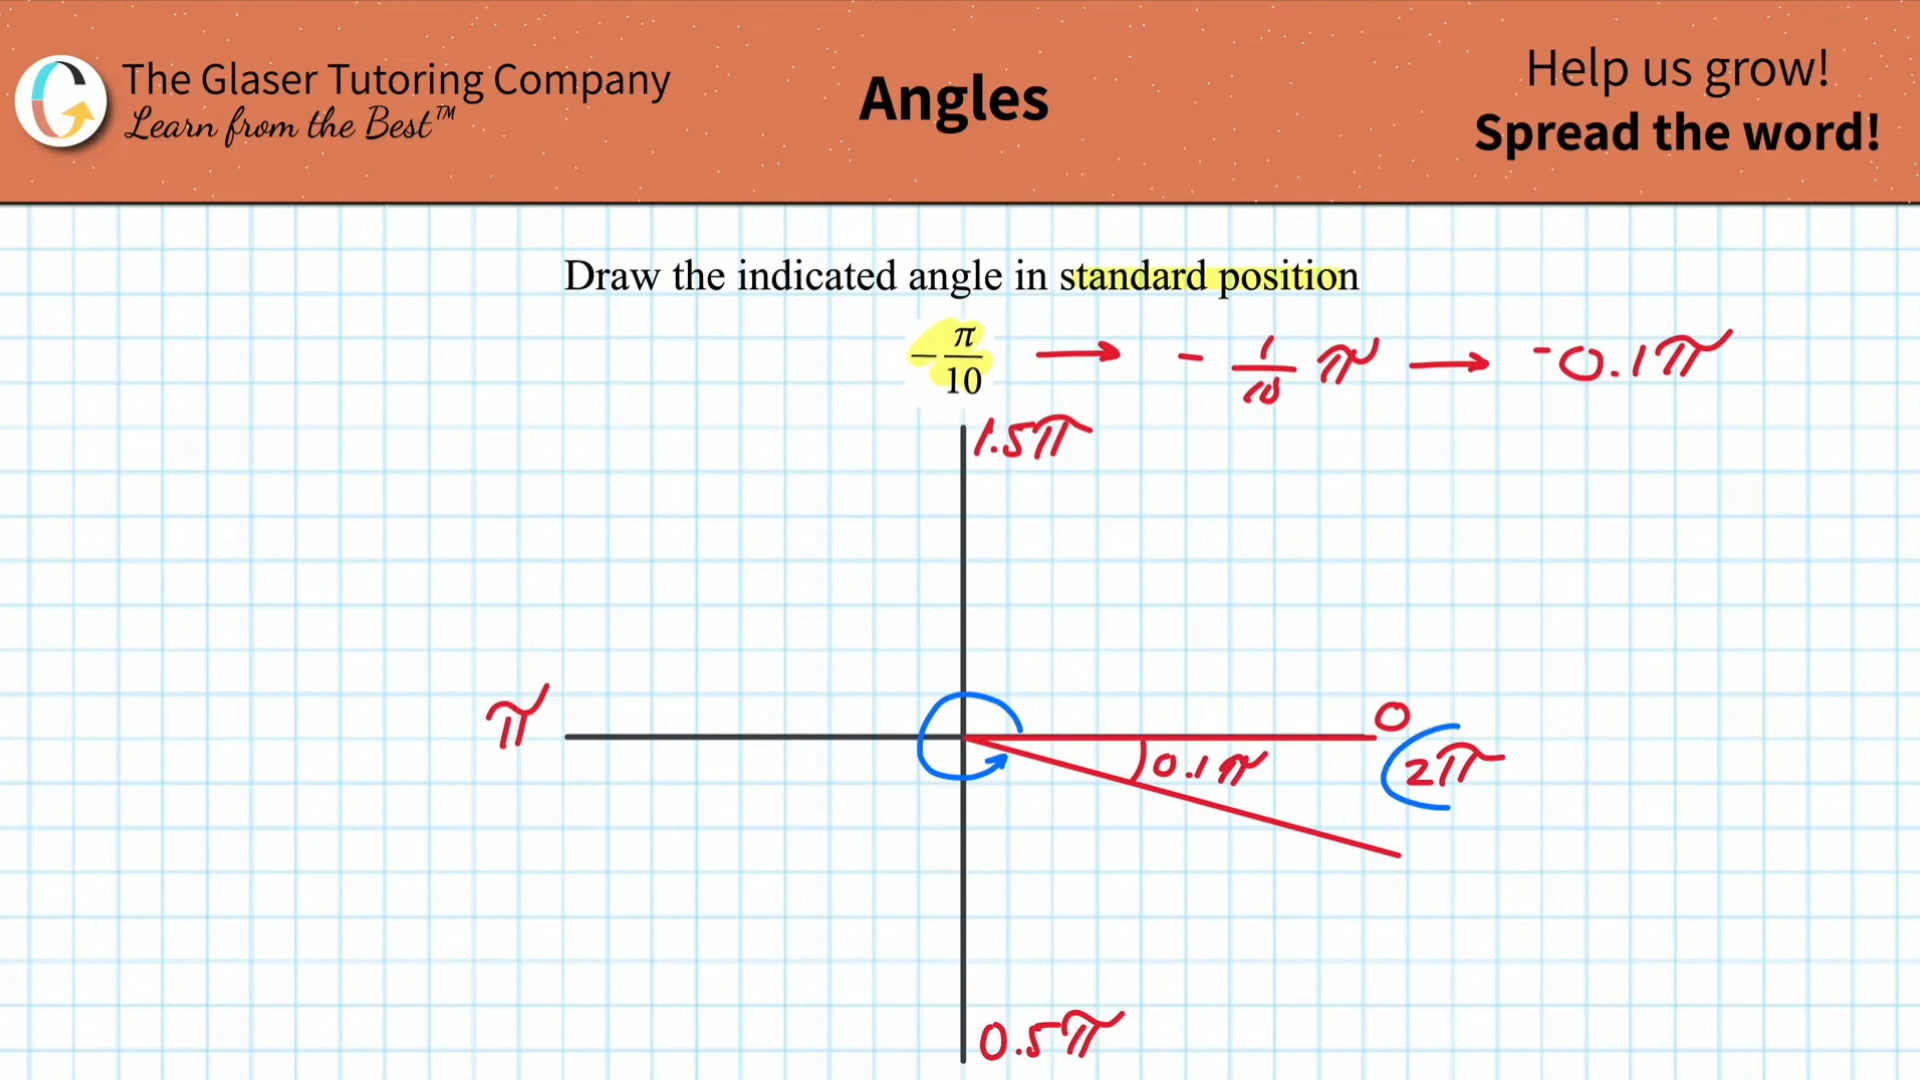 The Glaser Tutoring Company
Learn from the Best™
Angles
Help us grow!
Spread the word!
Draw the indicated angle in standard position
-π/10 → -1/10 π → -0.1π
1.5π
π
0
2π
0.1π
0.5π